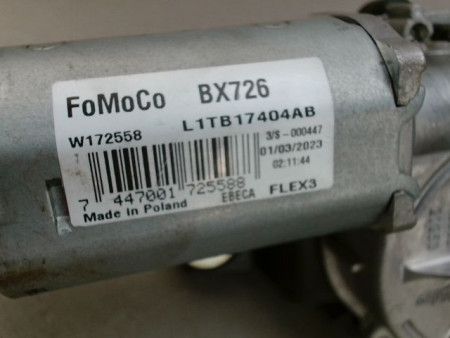 FoMoCo BX726
W172558 L1TB17404AB
3/S-000447
01/03/2023
02:11:44
7 447001 725588
Made in Poland EBECA FLEX3